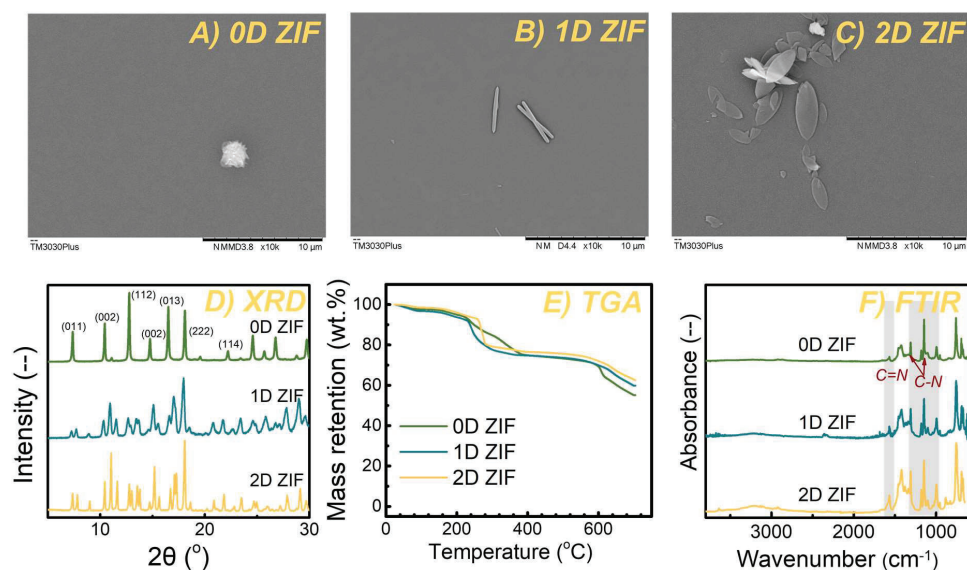 A) 0D ZIF
TM3030Plus
NMMD3.8 x10k 10 μm
B) 1D ZIF
TM3030Plus
NM D4.4 x10k 10 μm
C) 2D ZIF
TM3030Plus
NMMD3.8 x10k 10 μm
D) XRD
Intensity (--)
(011)
(002)
(112)
(002)
(013)
(222)
(114)
0D ZIF
1D ZIF
2D ZIF
10 20 30
2θ (°)
E) TGA
Mass retention (wt.%)
100
80
60
40
20
0
0D ZIF
1D ZIF
2D ZIF
0 200 400 600
Temperature (°C)
F) FTIR
Absorbance (--)
0D ZIF
C=N
C-N
1D ZIF
2D ZIF
3000 2000 1000
Wavenumber (cm⁻¹)